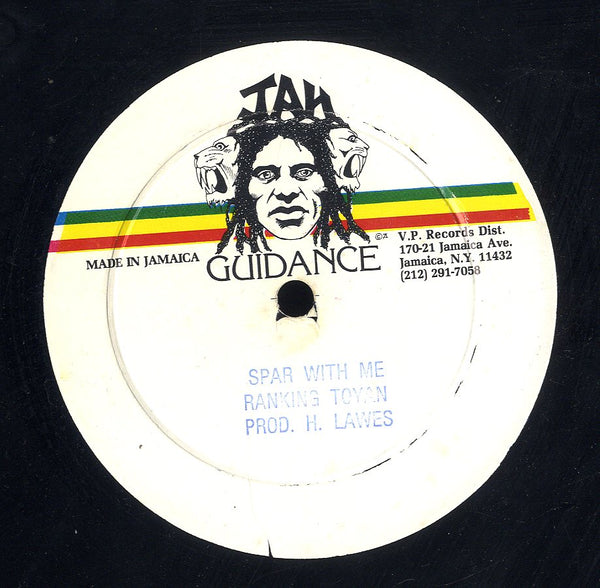 JAH
GUIDANCE
MADE IN JAMAICA
V.P. Records Dist.
170-21 Jamaica Ave.
Jamaica, N.Y. 11432
(212) 291-7058
A
SPAR WITH ME
RANKING TOYAN
PROD. H. LAWES